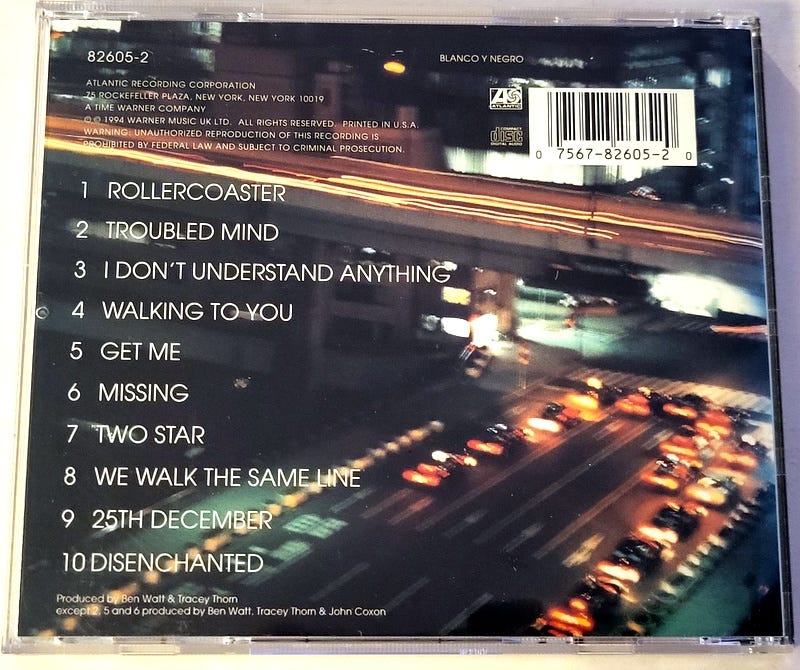 82605-2
BLANCO Y NEGRO
ATLANTIC RECORDING CORPORATION
75 ROCKEFELLER PLAZA, NEW YORK, NEW YORK 10019
A TIME WARNER COMPANY
℗ © 1994 WARNER MUSIC UK LTD. ALL RIGHTS RESERVED. PRINTED IN U.S.A.
WARNING: UNAUTHORIZED REPRODUCTION OF THIS RECORDING IS
PROHIBITED BY FEDERAL LAW AND SUBJECT TO CRIMINAL PROSECUTION.
ATLANTIC
COMPACT
disc
DIGITAL AUDIO
0 7567-82605-2 0
1 ROLLERCOASTER
2 TROUBLED MIND
3 I DON'T UNDERSTAND ANYTHING
4 WALKING TO YOU
5 GET ME
6 MISSING
7 TWO STAR
8 WE WALK THE SAME LINE
9 25TH DECEMBER
10 DISENCHANTED
Produced by Ben Watt & Tracey Thorn
except 2, 5 and 6 produced by Ben Watt, Tracey Thorn & John Coxon